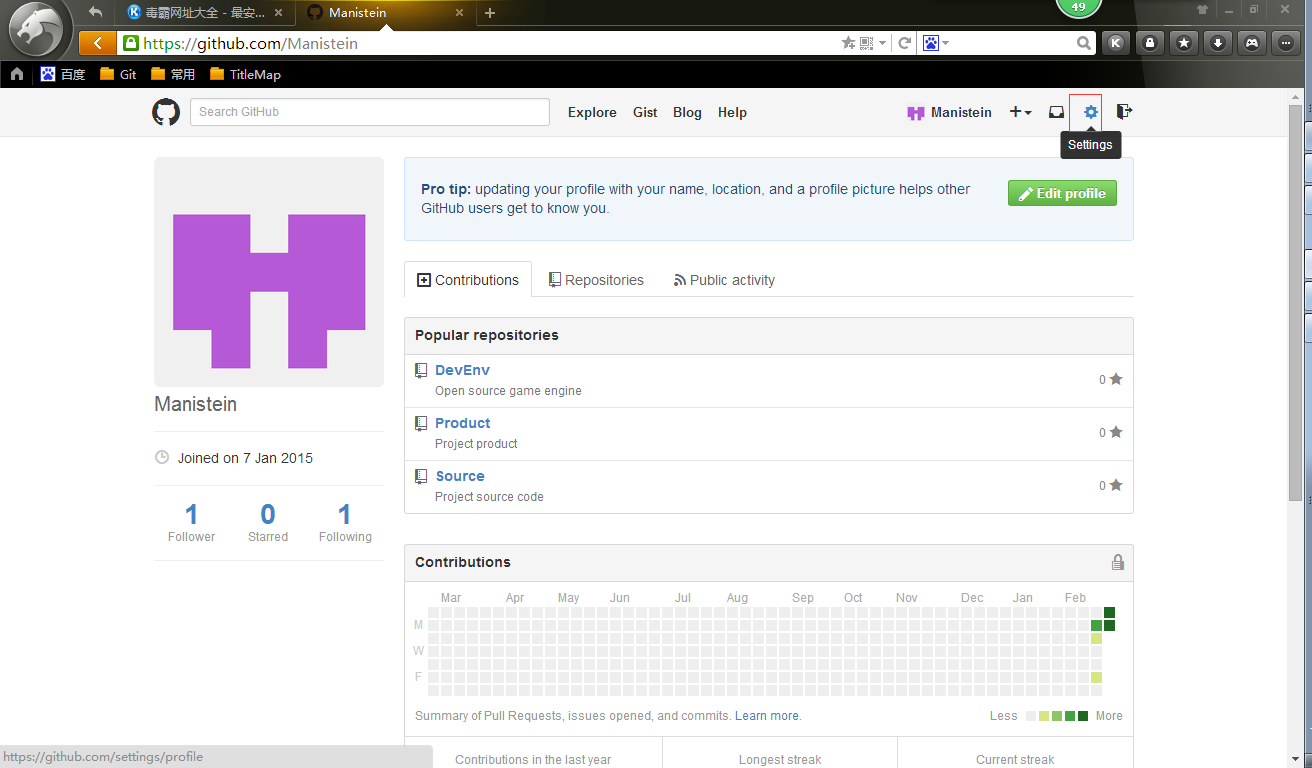 49
毒霸网址大全 - 最安...
Manistein
https://github.com/Manistein
百度
Git
常用
TitleMap
Search GitHub
Explore
Gist
Blog
Help
Manistein
Settings
Pro tip: updating your profile with your name, location, and a profile picture helps other
GitHub users get to know you.
Edit profile
Contributions
Repositories
Public activity
Popular repositories
DevEnv
Open source game engine
0
Product
Project product
0
Source
Project source code
0
Manistein
Joined on 7 Jan 2015
1
Follower
0
Starred
1
Following
Contributions
Mar Apr May Jun Jul Aug Sep Oct Nov Dec Jan Feb
M
W
F
Summary of Pull Requests, issues opened, and commits. Learn more.
Less
More
Contributions in the last year
Longest streak
Current streak
https://github.com/settings/profile